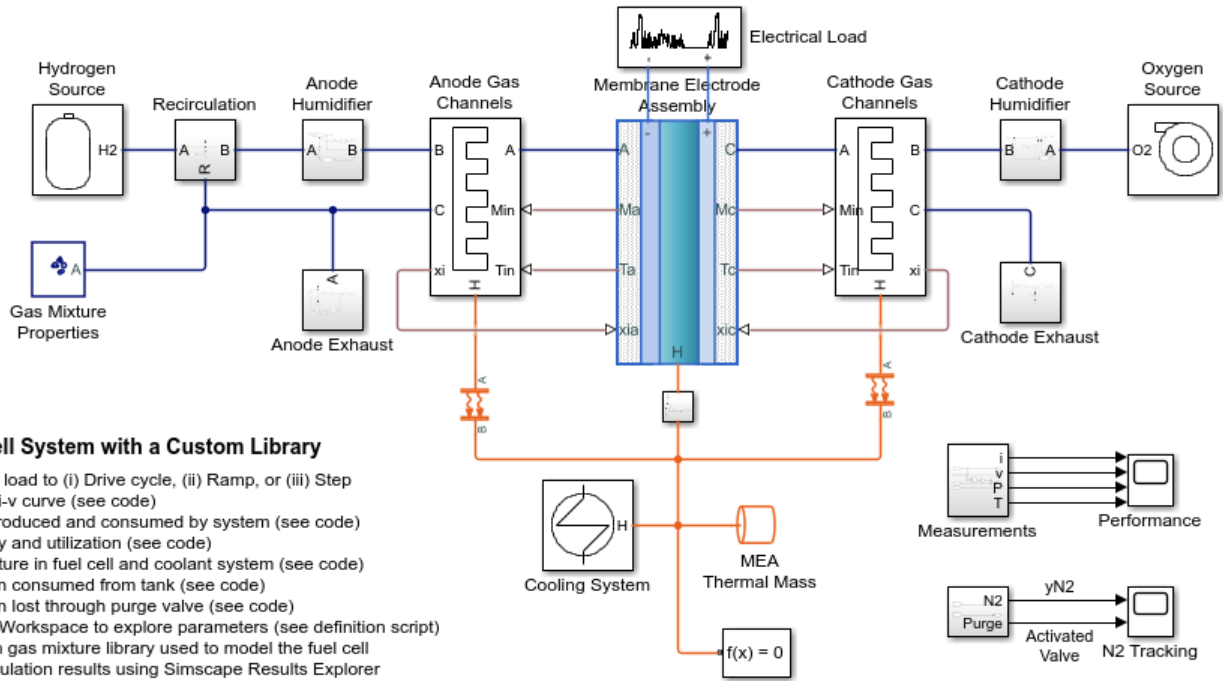 Electrical Load
-
+
Hydrogen
Source
H2
Recirculation
A
B
R
Anode
Humidifier
A
B
Anode Gas
Channels
B
A
C
Min
xi
Tin
H
Membrane Electrode
Assembly
-
+
A
C
Ma
Mc
Ta
Tc
xia
xic
H
Cathode Gas
Channels
A
B
Min
C
Tin
xi
H
Cathode
Humidifier
B
A
Oxygen
Source
O2
A
Gas Mixture
Properties
A
Anode Exhaust
C
Cathode Exhaust
A
B
A
B
ell System with a Custom Library
load to (i) Drive cycle, (ii) Ramp, or (iii) Step
i-v curve (see code)
roduced and consumed by system (see code)
y and utilization (see code)
ture in fuel cell and coolant system (see code)
n consumed from tank (see code)
n lost through purge valve (see code)
Workspace to explore parameters (see definition script)
n gas mixture library used to model the fuel cell
ulation results using Simscape Results Explorer
H
Cooling System
MEA
Thermal Mass
f(x) = 0
i
v
P
T
Measurements
Performance
N2
Purge
yN2
Activated
Valve
N2 Tracking